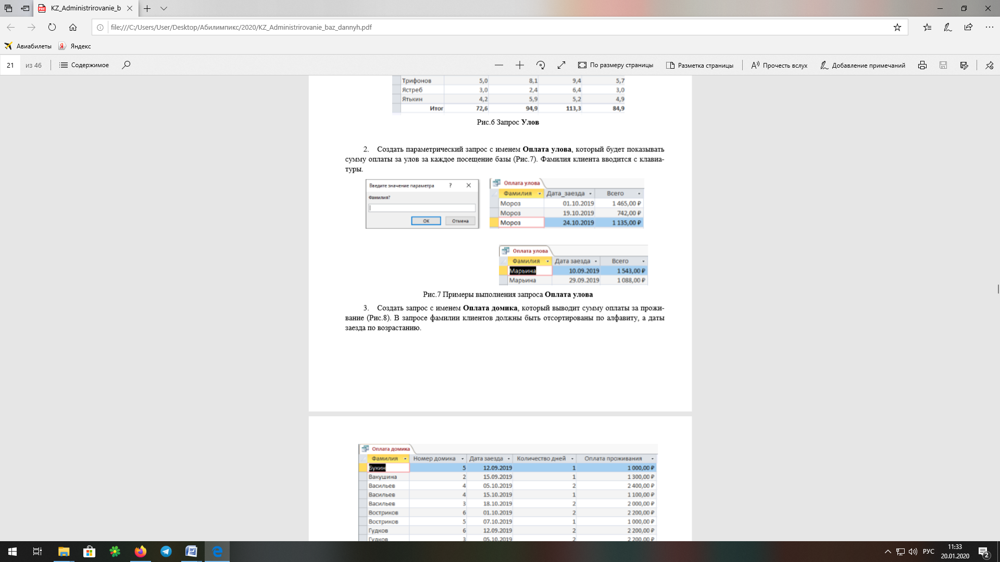 KZ_Administrirovanie_b
file:///C:/Users/User/Desktop/Абилимпикс/2020/KZ_Administrirovanie_baz_dannyh.pdf
Авиабилеты Яндекс
21 из 46 Содержимое По размеру страницы Разметка страницы Прочесть вслух Добавление примечаний
Трифонов 5,0 8,1 9,4 5,7
Ястреб 3,0 2,4 6,4 3,0
Ятькин 4,2 5,9 5,2 4,9
Итог 72,6 94,9 113,3 84,9
Рис.6 Запрос Улов
2. Создать параметрический запрос с именем Оплата улова, который будет показывать
сумму оплаты за улов за каждое посещение базы (Рис.7). Фамилия клиента вводится с клавиа-
туры.
Введите значение параметра ?
Фамилия?
ОК Отмена
Оплата улова
Фамилия Дата_заезда Всего
Мороз 01.10.2019 1 465,00 ₽
Мороз 19.10.2019 742,00 ₽
Мороз 24.10.2019 1 135,00 ₽
Оплата улова
Фамилия Дата заезда Всего
Марьина 10.09.2019 1 543,00 ₽
Марьина 29.09.2019 1 088,00 ₽
Рис.7 Примеры выполнения запроса Оплата улова
3. Создать запрос с именем Оплата домика, который выводит сумму оплаты за прожи-
вание (Рис.8). В запросе фамилии клиентов должны быть отсортированы по алфавиту, а даты
заезда по возрастанию.
Оплата домика
Фамилия Номер домика Дата заезда Количество дней Оплата проживания
Букин 5 12.09.2019 1 1 000,00 ₽
Вакушина 2 15.09.2019 1 1 300,00 ₽
Васильев 4 05.10.2019 2 2 400,00 ₽
Васильев 4 15.10.2019 1 1 100,00 ₽
Васильев 3 18.10.2019 2 2 000,00 ₽
Востриков 6 01.10.2019 2 2 200,00 ₽
Востриков 5 07.10.2019 1 1 000,00 ₽
Гудков 6 12.09.2019 2 2 200,00 ₽
Гудков 3 05.10.2019 2 2 200,00 ₽
РУС
11:33
20.01.2020
2